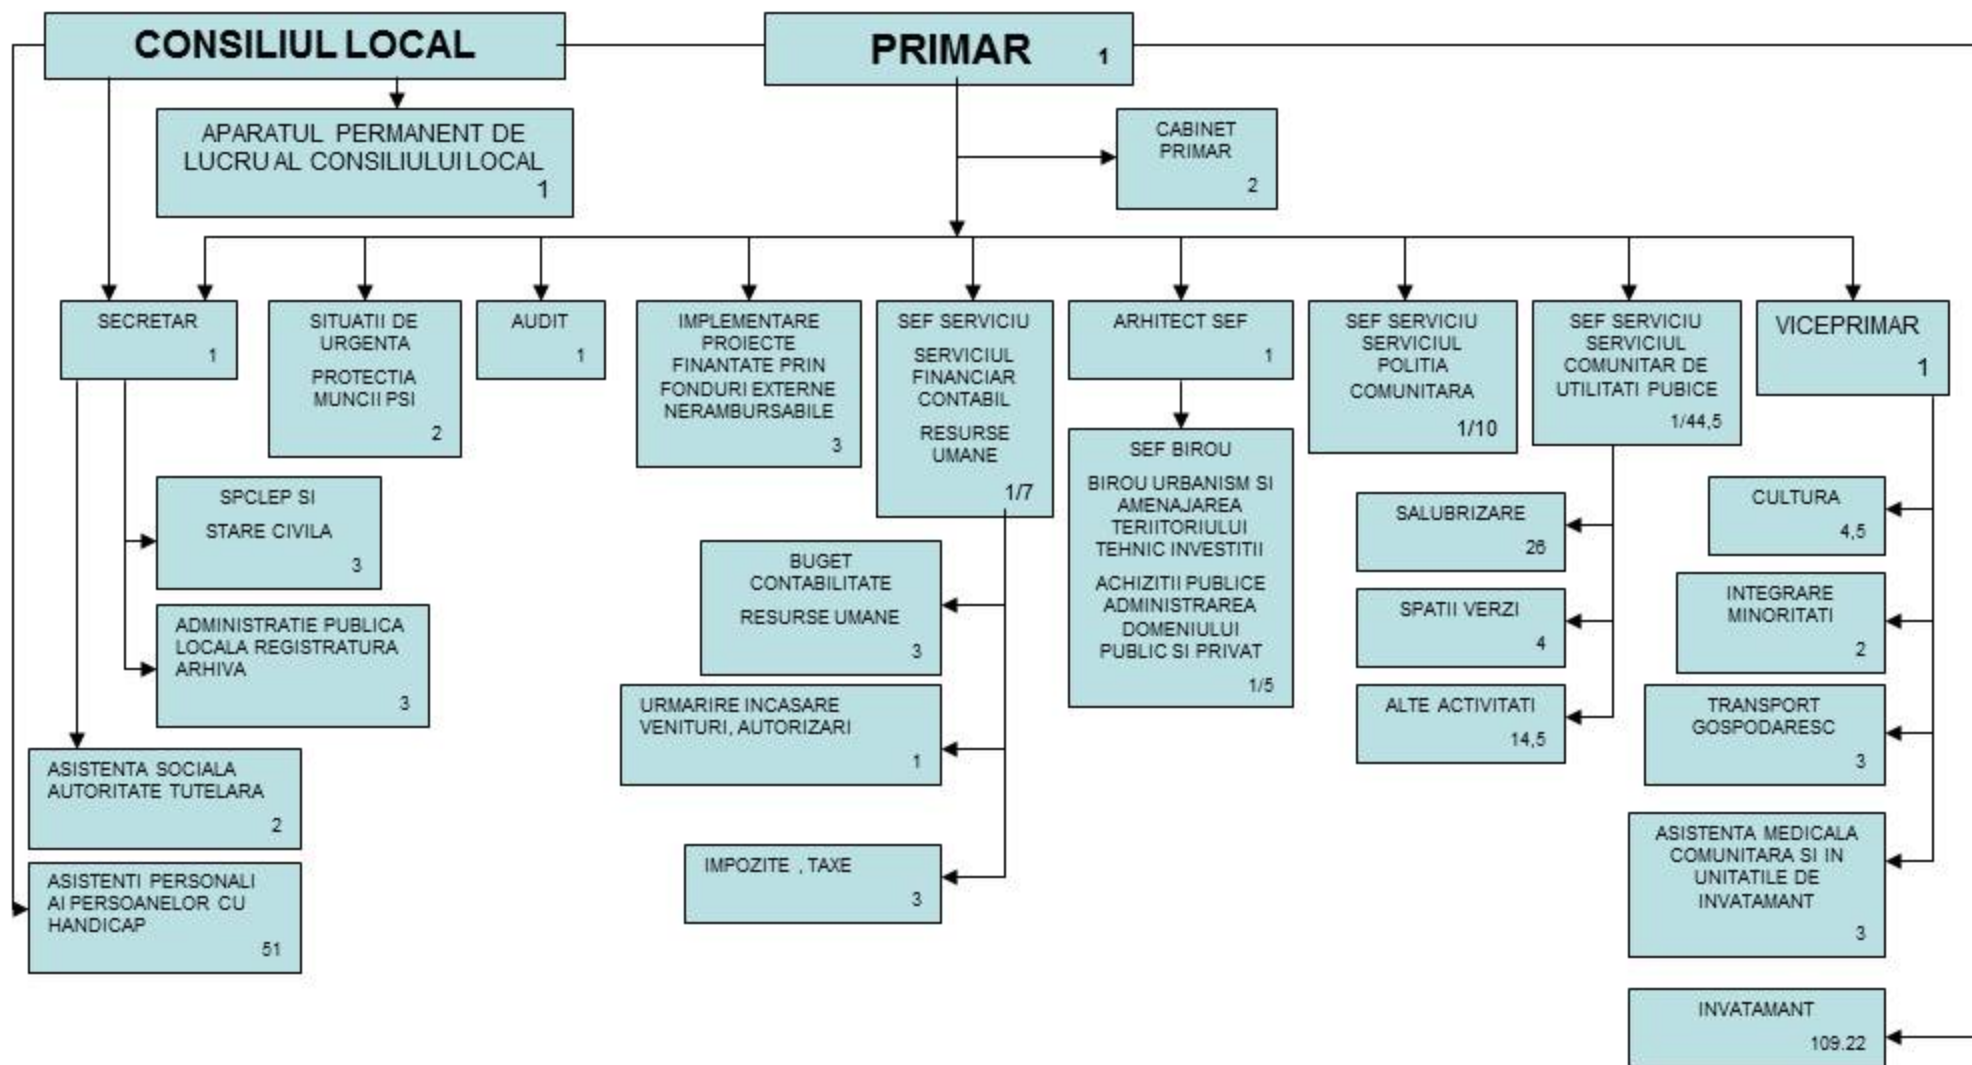 CONSILIUL LOCAL
PRIMAR 1
APARATUL PERMANENT DE
LUCRU AL CONSILIULUI LOCAL
1
CABINET
PRIMAR
2
SECRETAR
1
SITUATII DE
URGENTA
PROTECTIA
MUNCII PSI
2
AUDIT
1
IMPLEMENTARE
PROIECTE
FINANTATE PRIN
FONDURI EXTERNE
NERAMBURSABILE
3
SEF SERVICIU
SERVICIUL
FINANCIAR
CONTABIL
RESURSE
UMANE
1/7
ARHITECT SEF
1
SEF SERVICIU
SERVICIUL
POLITIA
COMUNITARA
1/10
SEF SERVICIU
SERVICIUL
COMUNITAR DE
UTILITATI PUBICE
1/44,5
VICEPRIMAR
1
SPCLEP SI
STARE CIVILA
3
ADMINISTRATIE PUBLICA
LOCALA REGISTRATURA
ARHIVA
3
ASISTENTA SOCIALA
AUTORITATE TUTELARA
2
ASISTENTI PERSONALI
AI PERSOANELOR CU
HANDICAP
51
BUGET
CONTABILITATE
RESURSE UMANE
3
URMARIRE INCASARE
VENITURI, AUTORIZARI
1
IMPOZITE , TAXE
3
SEF BIROU
BIROU URBANISM SI
AMENAJAREA
TERIITORIULUI
TEHNIC INVESTITII
ACHIZITII PUBLICE
ADMINISTRAREA
DOMENIULUI
PUBLIC SI PRIVAT
1/5
SALUBRIZARE
26
SPATII VERZI
4
ALTE ACTIVITATI
14,5
CULTURA
4,5
INTEGRARE
MINORITATI
2
TRANSPORT
GOSPODARESC
3
ASISTENTA MEDICALA
COMUNITARA SI IN
UNITATILE DE
INVATAMANT
3
INVATAMANT
109.22